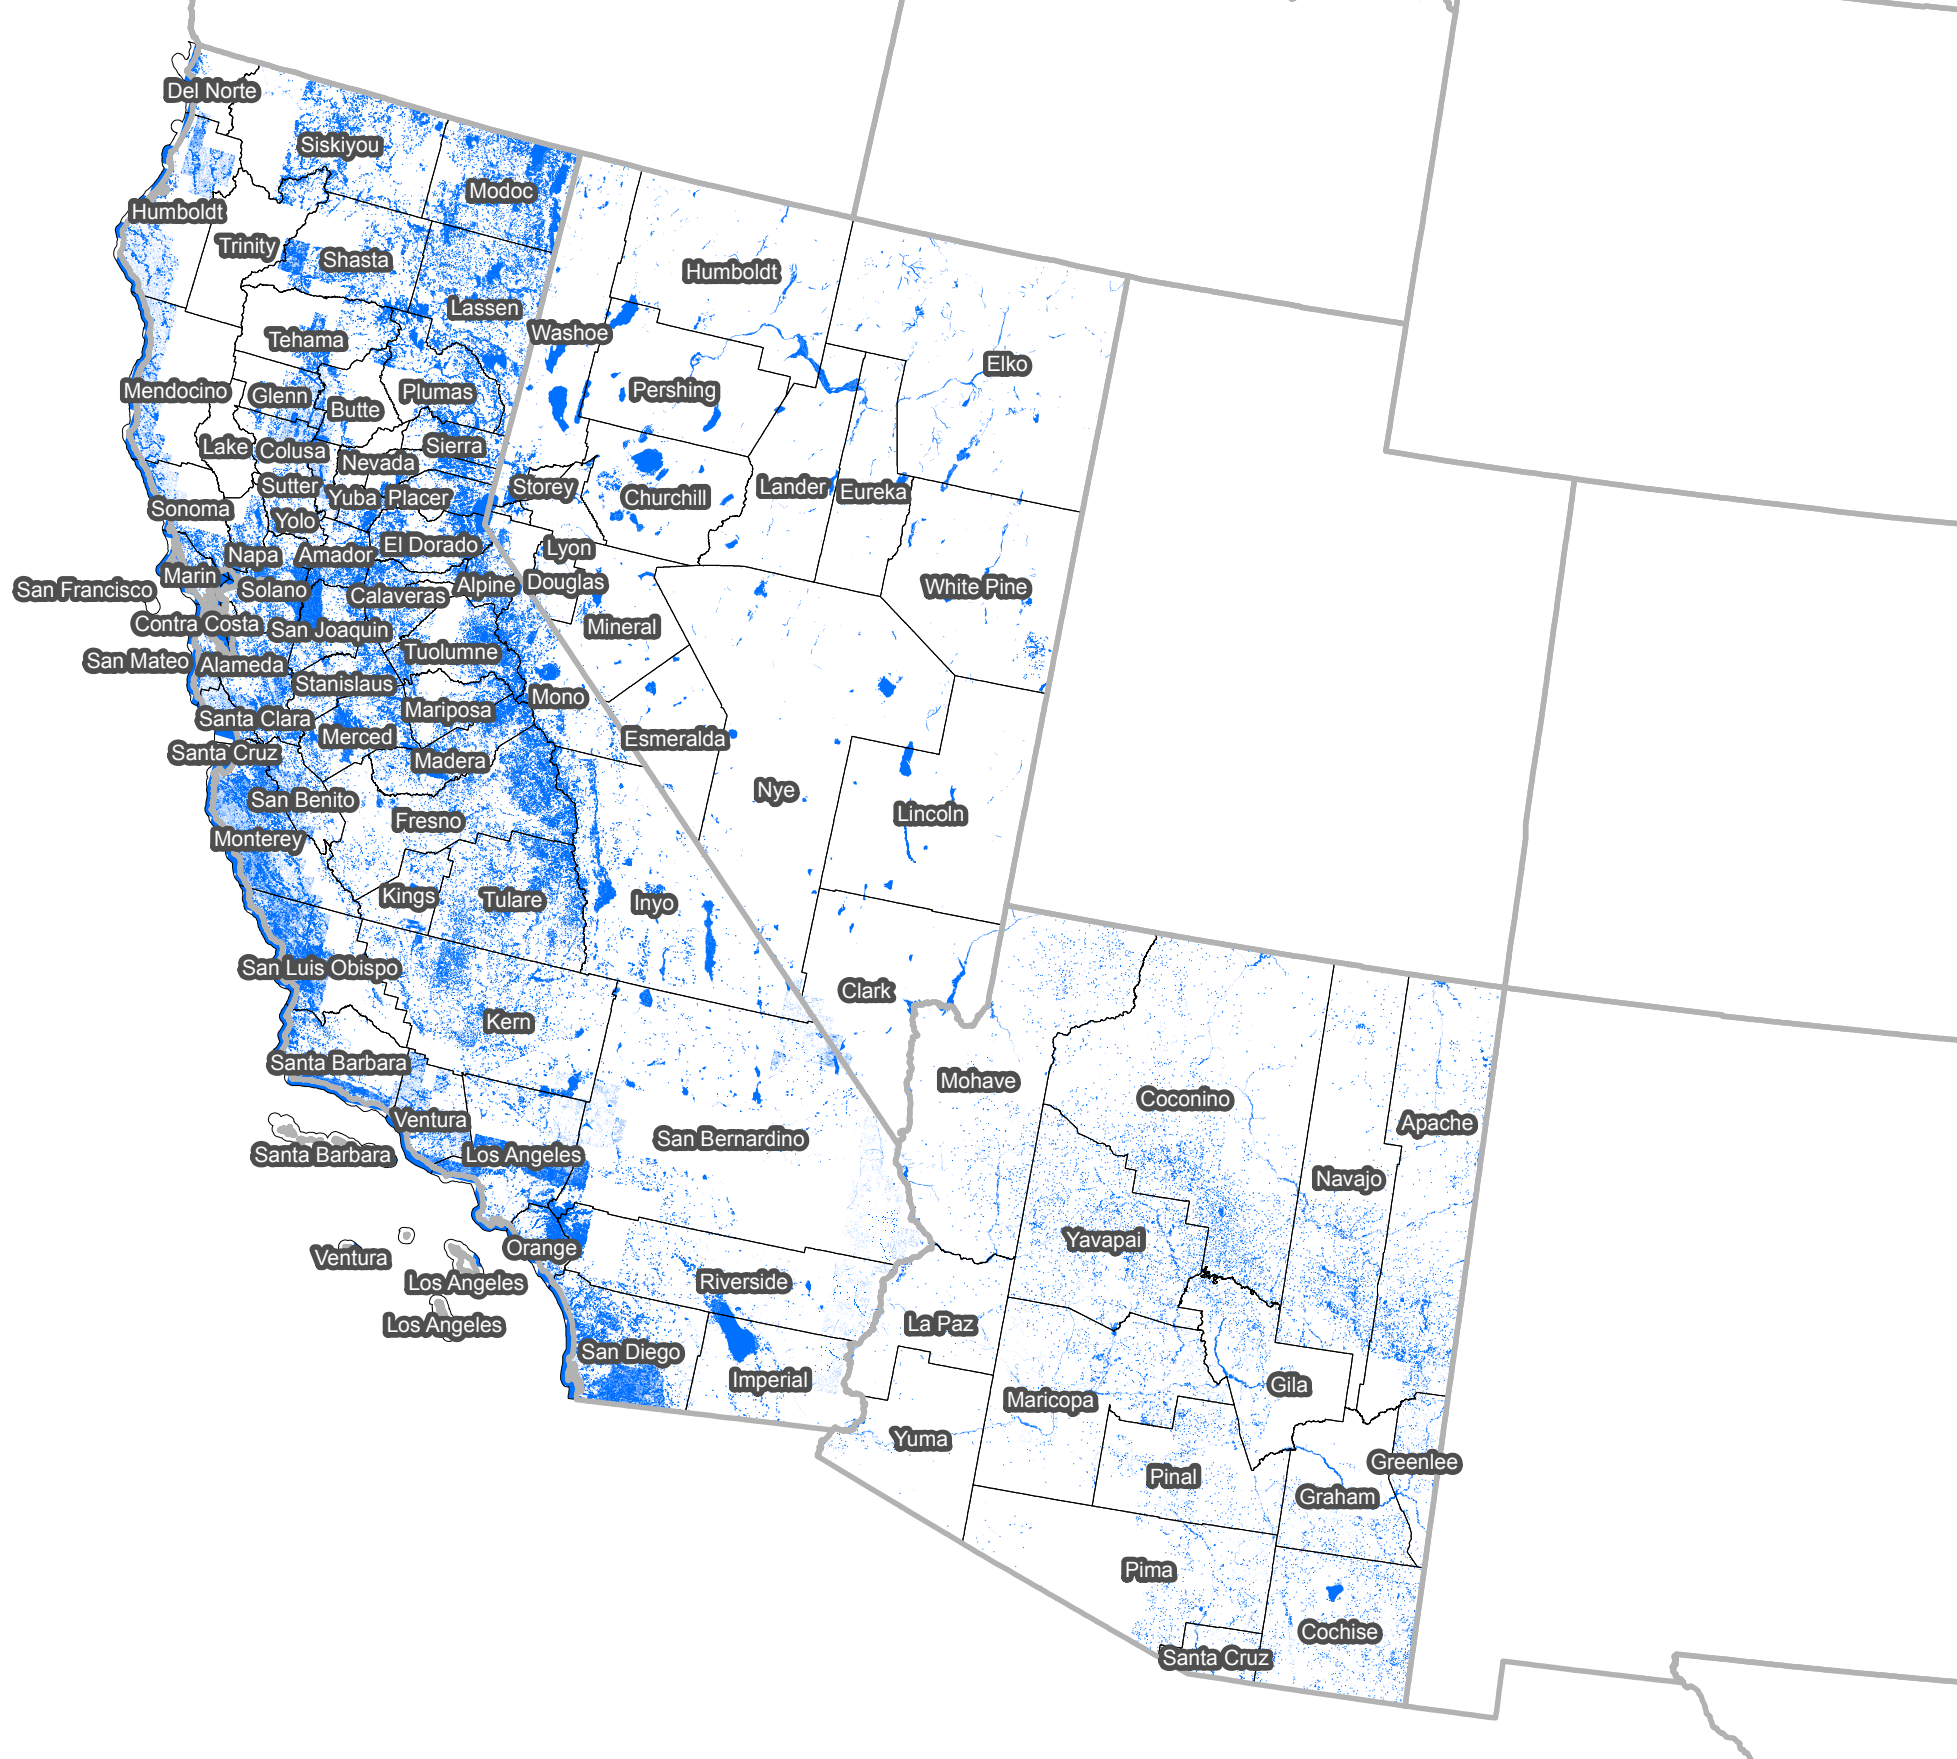 Del Norte
Siskiyou
Modoc
Humboldt
Trinity
Shasta
Humboldt
Lassen
Washoe
Tehama
Elko
Mendocino
Glenn
Butte
Plumas
Pershing
Lake
Colusa
Nevada
Sierra
Sutter
Yuba
Placer
Storey
Churchill
Lander
Eureka
Sonoma
Yolo
Napa
Amador
El Dorado
Lyon
Marin
Solano
Calaveras
Alpine
Douglas
White Pine
San Francisco
Contra Costa
San Joaquin
Mineral
San Mateo
Alameda
Tuolumne
Stanislaus
Mono
Santa Clara
Merced
Mariposa
Esmeralda
Santa Cruz
Madera
San Benito
Fresno
Nye
Lincoln
Monterey
Kings
Tulare
Inyo
San Luis Obispo
Clark
Kern
Santa Barbara
Mohave
Coconino
Ventura
Apache
Santa Barbara
Los Angeles
San Bernardino
Navajo
Ventura
Orange
Yavapai
Los Angeles
Riverside
Los Angeles
San Diego
La Paz
Imperial
Maricopa
Gila
Yuma
Pinal
Greenlee
Graham
Pima
Cochise
Santa Cruz